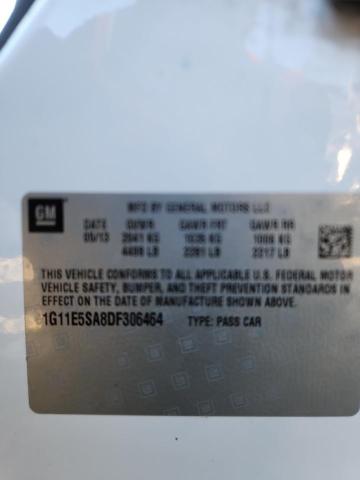 GM
MFD BY GENERAL MOTORS LLC
DATE GVWR GAWR FRT GAWR RR
05/13 2041 KG 1035 KG 1006 KG
4499 LB 2281 LB 2217 LB
THIS VEHICLE CONFORMS TO ALL APPLICABLE U.S. FEDERAL MOTOR
VEHICLE SAFETY, BUMPER, AND THEFT PREVENTION STANDARDS IN
EFFECT ON THE DATE OF MANUFACTURE SHOWN ABOVE.
1G11E5SA8DF306464 TYPE: PASS CAR